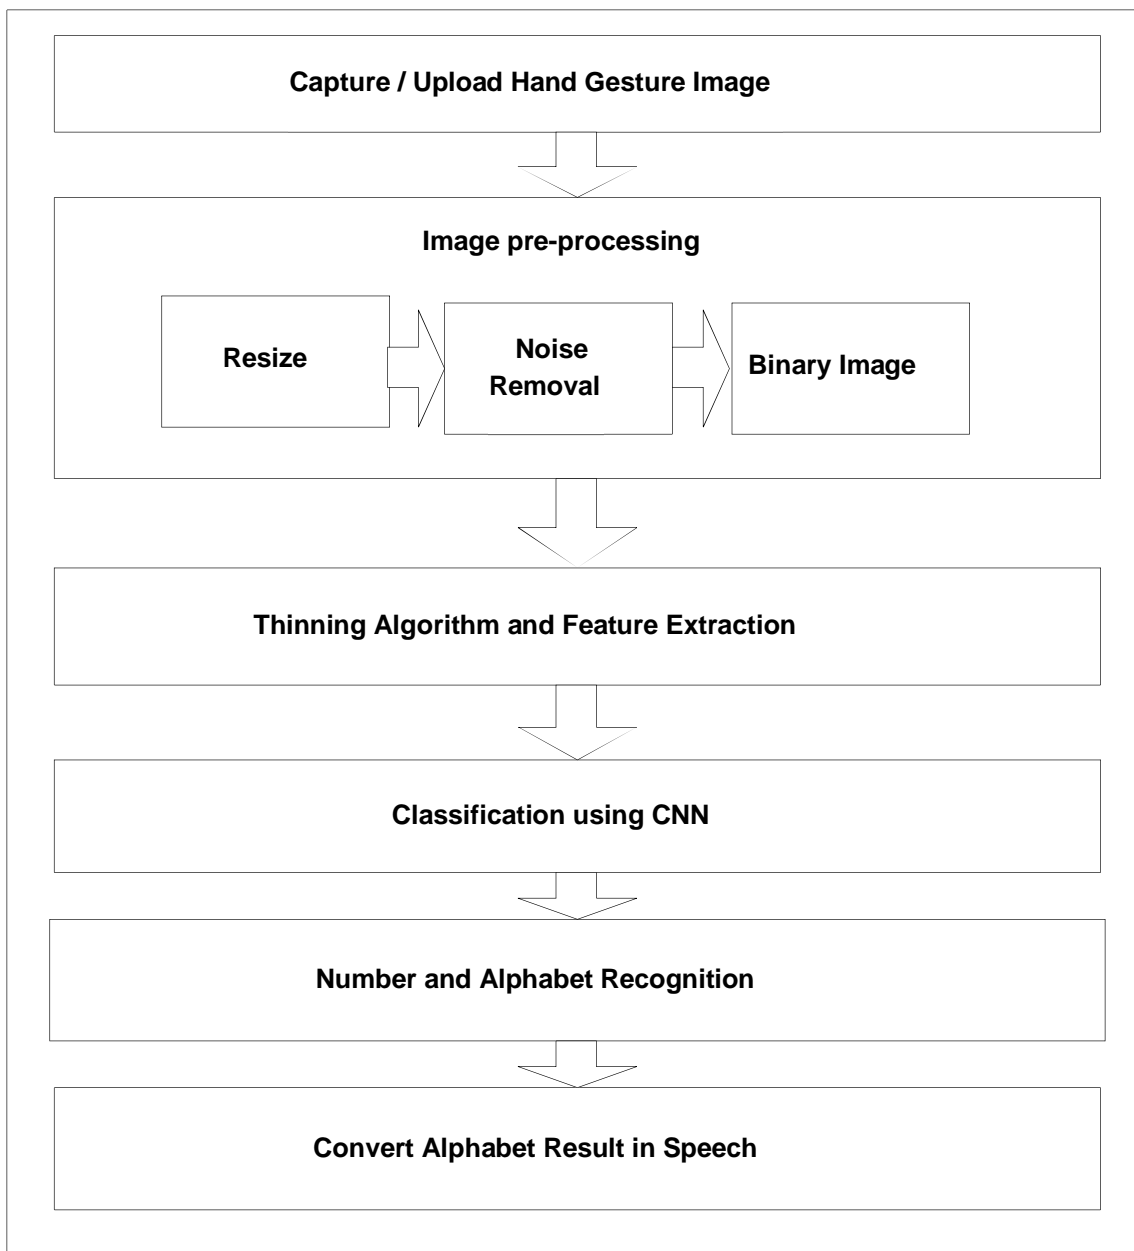 Capture / Upload Hand Gesture Image
Image pre-processing
Resize
Noise
Removal
Binary Image
Thinning Algorithm and Feature Extraction
Classification using CNN
Number and Alphabet Recognition
Convert Alphabet Result in Speech